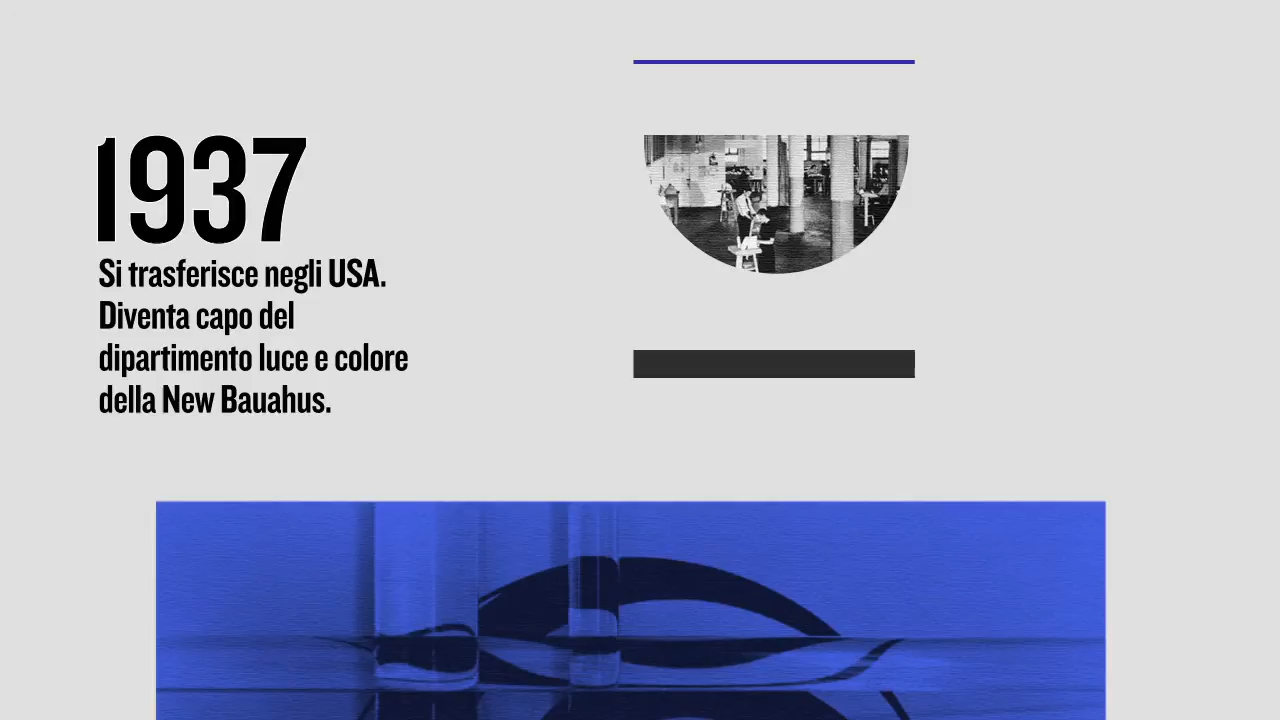 1937
Si trasferisce negli USA.
Diventa capo del
dipartimento luce e colore
della New Bauahus.